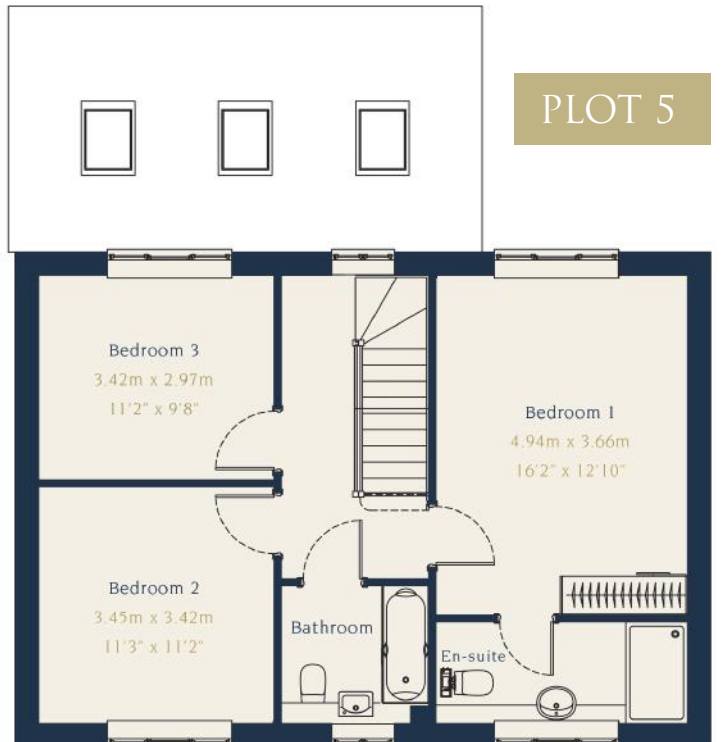 PLOT 5
Bedroom 3
3.42m x 2.97m
11'2" x 9'8"
Bedroom 1
4.94m x 3.66m
16'2" x 12'10"
Bedroom 2
3.45m x 3.42m
11'3" x 11'2"
Bathroom
En-suite